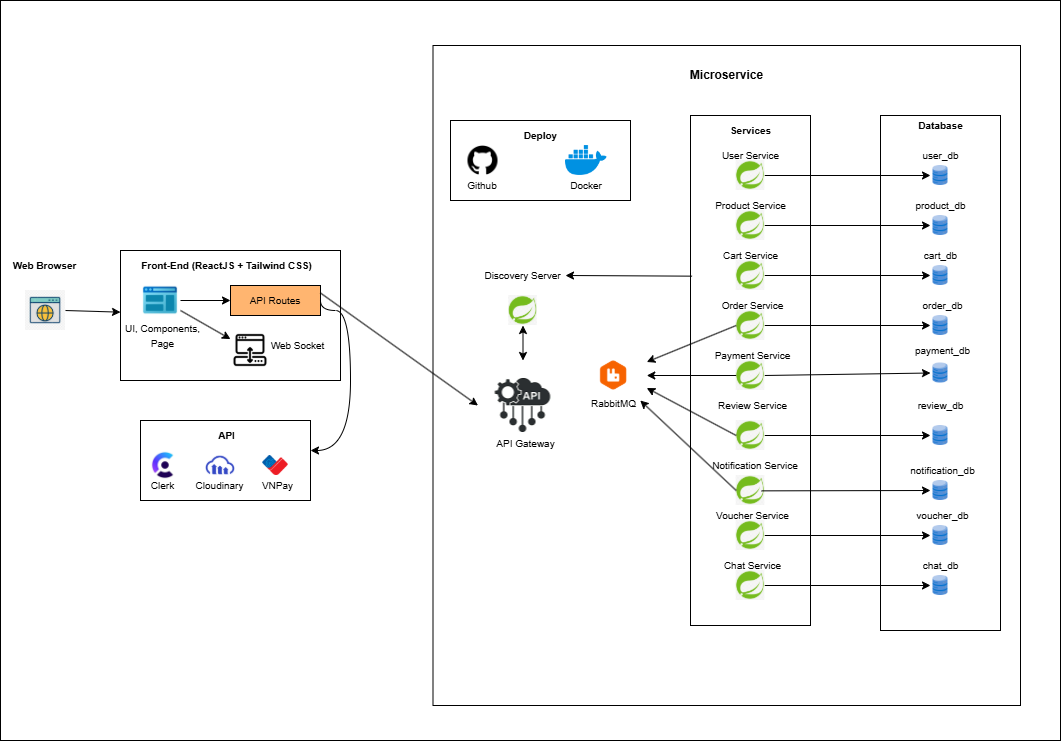 Microservice
Deploy
Github
Docker
Services
User Service
Product Service
Cart Service
Order Service
Payment Service
Review Service
Notification Service
Voucher Service
Chat Service
Database
user_db
product_db
cart_db
order_db
payment_db
review_db
notification_db
voucher_db
chat_db
Web Browser
Front-End (ReactJS + Tailwind CSS)
API Routes
UI, Components,
Page
Web Socket
API
Clerk
Cloudinary
VNPay
Discovery Server
API
API Gateway
RabbitMQ